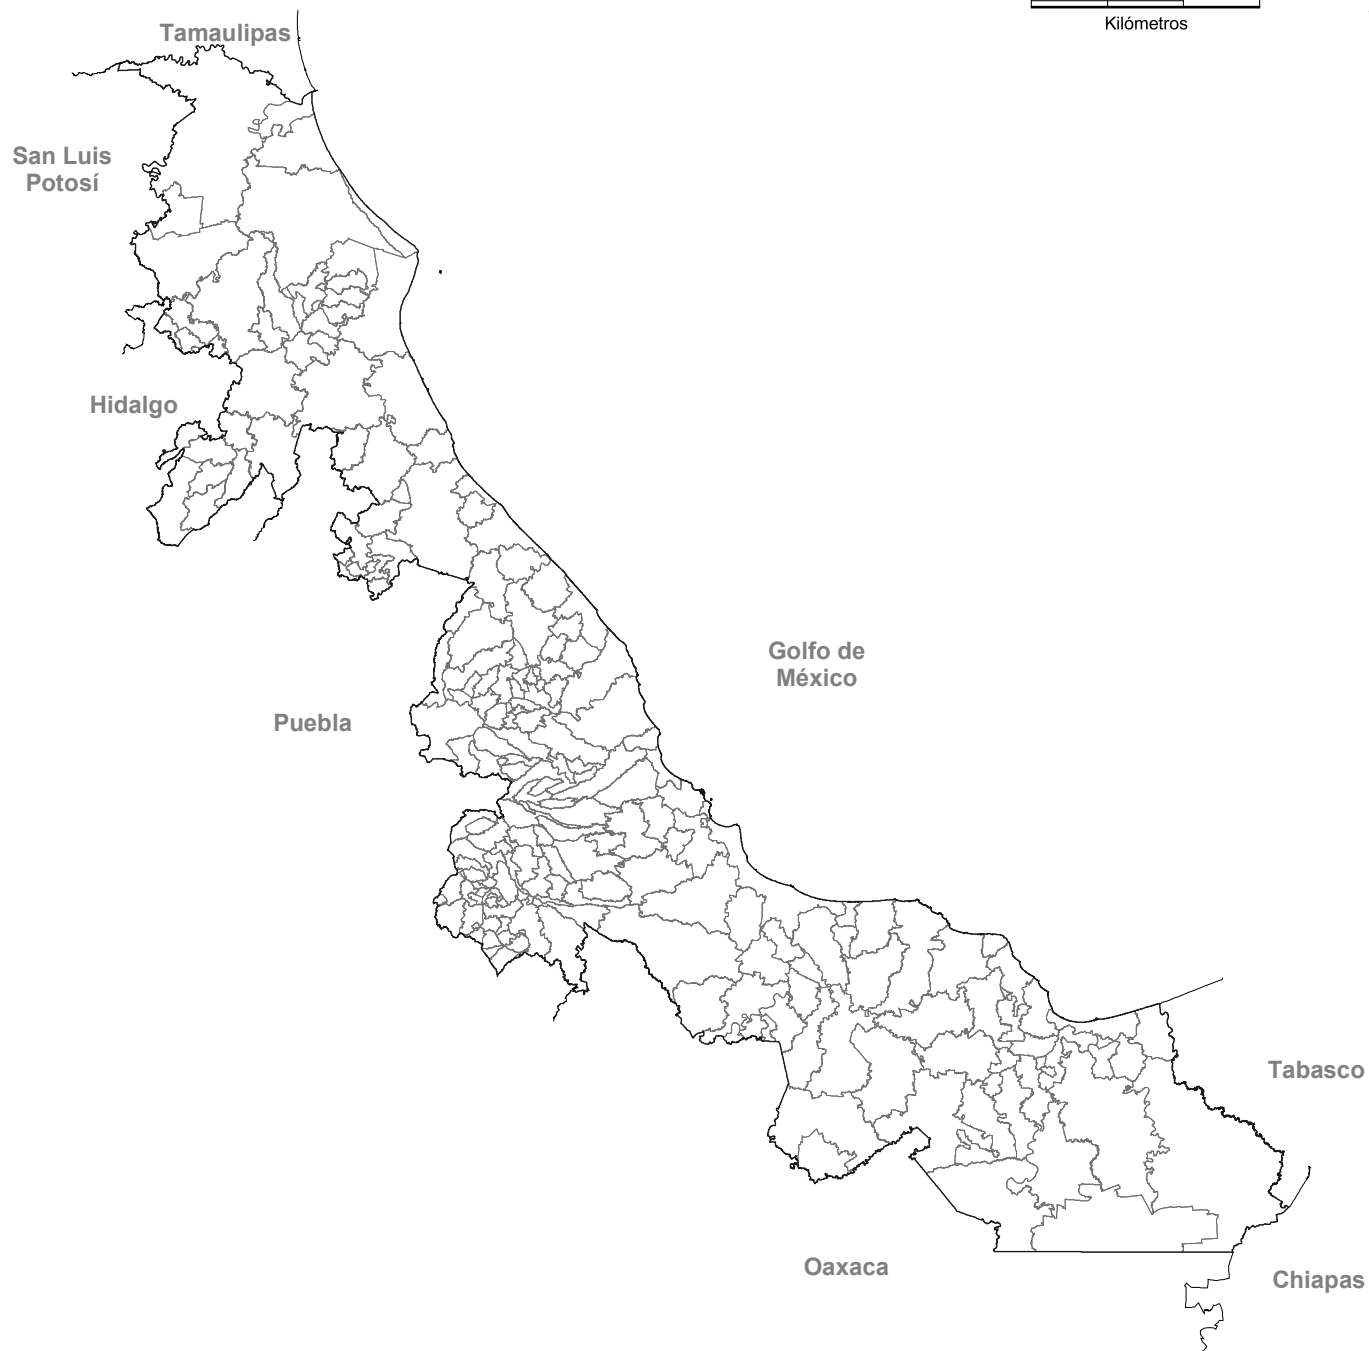 Kilómetros
Tamaulipas
San Luis
Potosí
Hidalgo
Golfo de
México
Puebla
Tabasco
Oaxaca
Chiapas